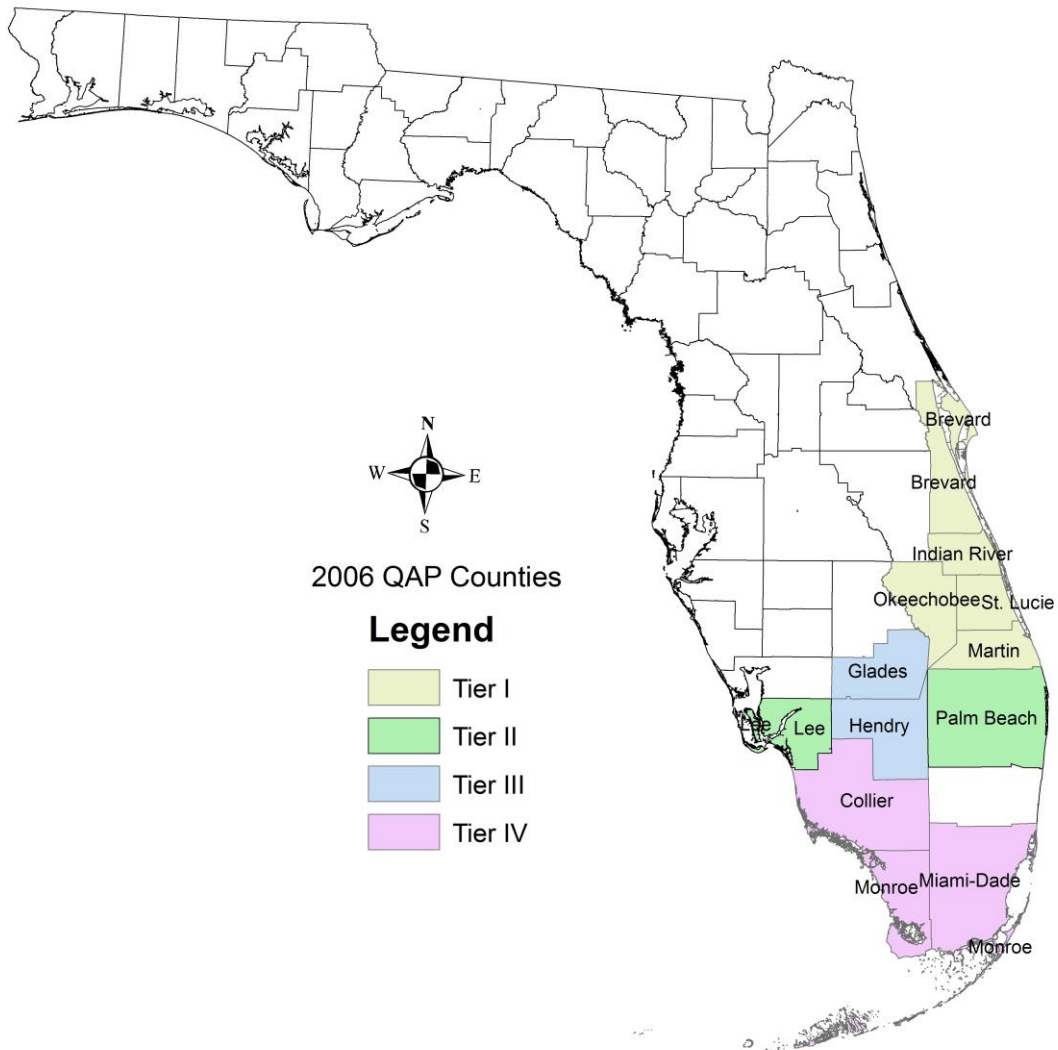 N
W
E
S
2006 QAP Counties
Legend
Tier I
Tier II
Tier III
Tier IV
Brevard
Brevard
Indian River
Okeechobee
St. Lucie
Martin
Glades
Palm Beach
Lee
Lee
Hendry
Collier
Monroe
Miami-Dade
Monroe